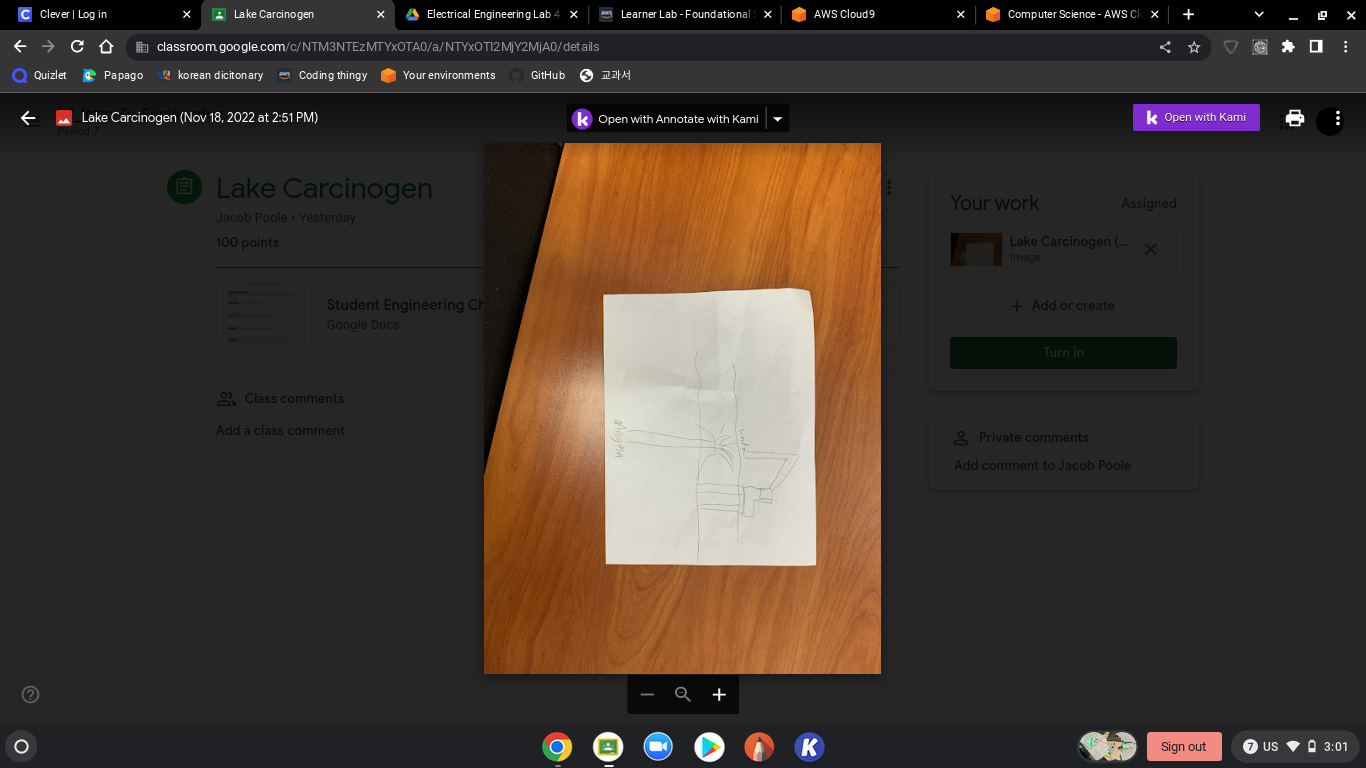 Clever | Log in
Lake Carcinogen
Electrical Engineering Lab 4
Learner Lab - Foundational
AWS Cloud9
Computer Science - AWS Cl
classroom.google.com/c/NTM3NTEzMTYxOTA0/a/NTYxOTI2MjY2MjA0/details
Quizlet
Papago
korean dicitonary
Coding thingy
Your environments
GitHub
교과서
Lake Carcinogen (Nov 18, 2022 at 2:51 PM)
Open with Annotate with Kami
Open with Kami
Period 7
Lake Carcinogen
Jacob Poole • Yesterday
100 points
Student Engineering Ch
Google Docs
Class comments
Add a class comment
Your work
Assigned
Lake Carcinogen (...
Image
Add or create
Turn in
Private comments
Add comment to Jacob Poole
water
Magma
Sign out
7 US
3:01